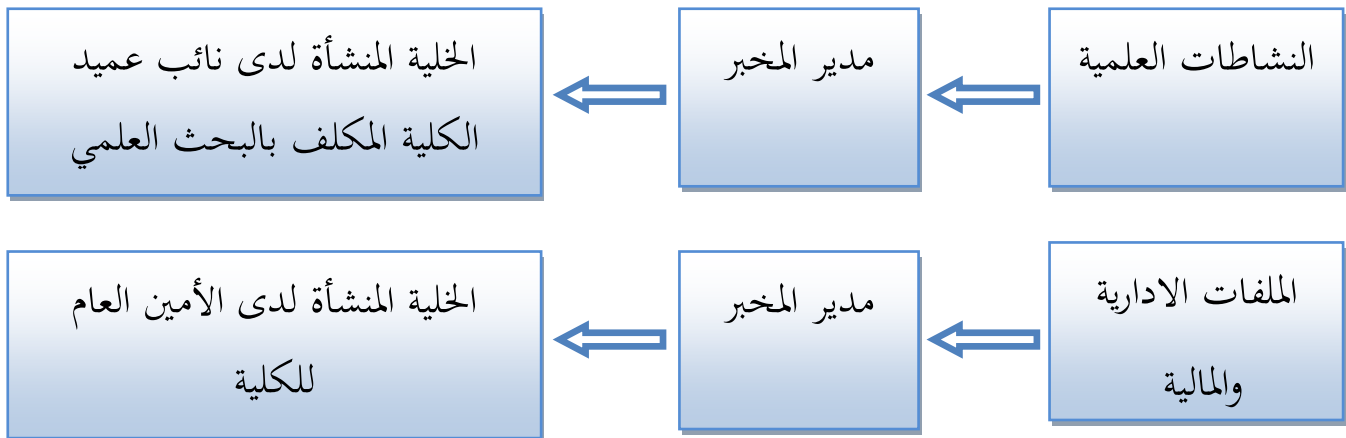 النشاطات العلمية
مدير المخبر
الخلية المنشأة لدى نائب عميد
الكلية المكلف بالبحث العلمي
الملفات الادارية
والمالية
مدير المخبر
الخلية المنشأة لدى الأمين العام
للكلية